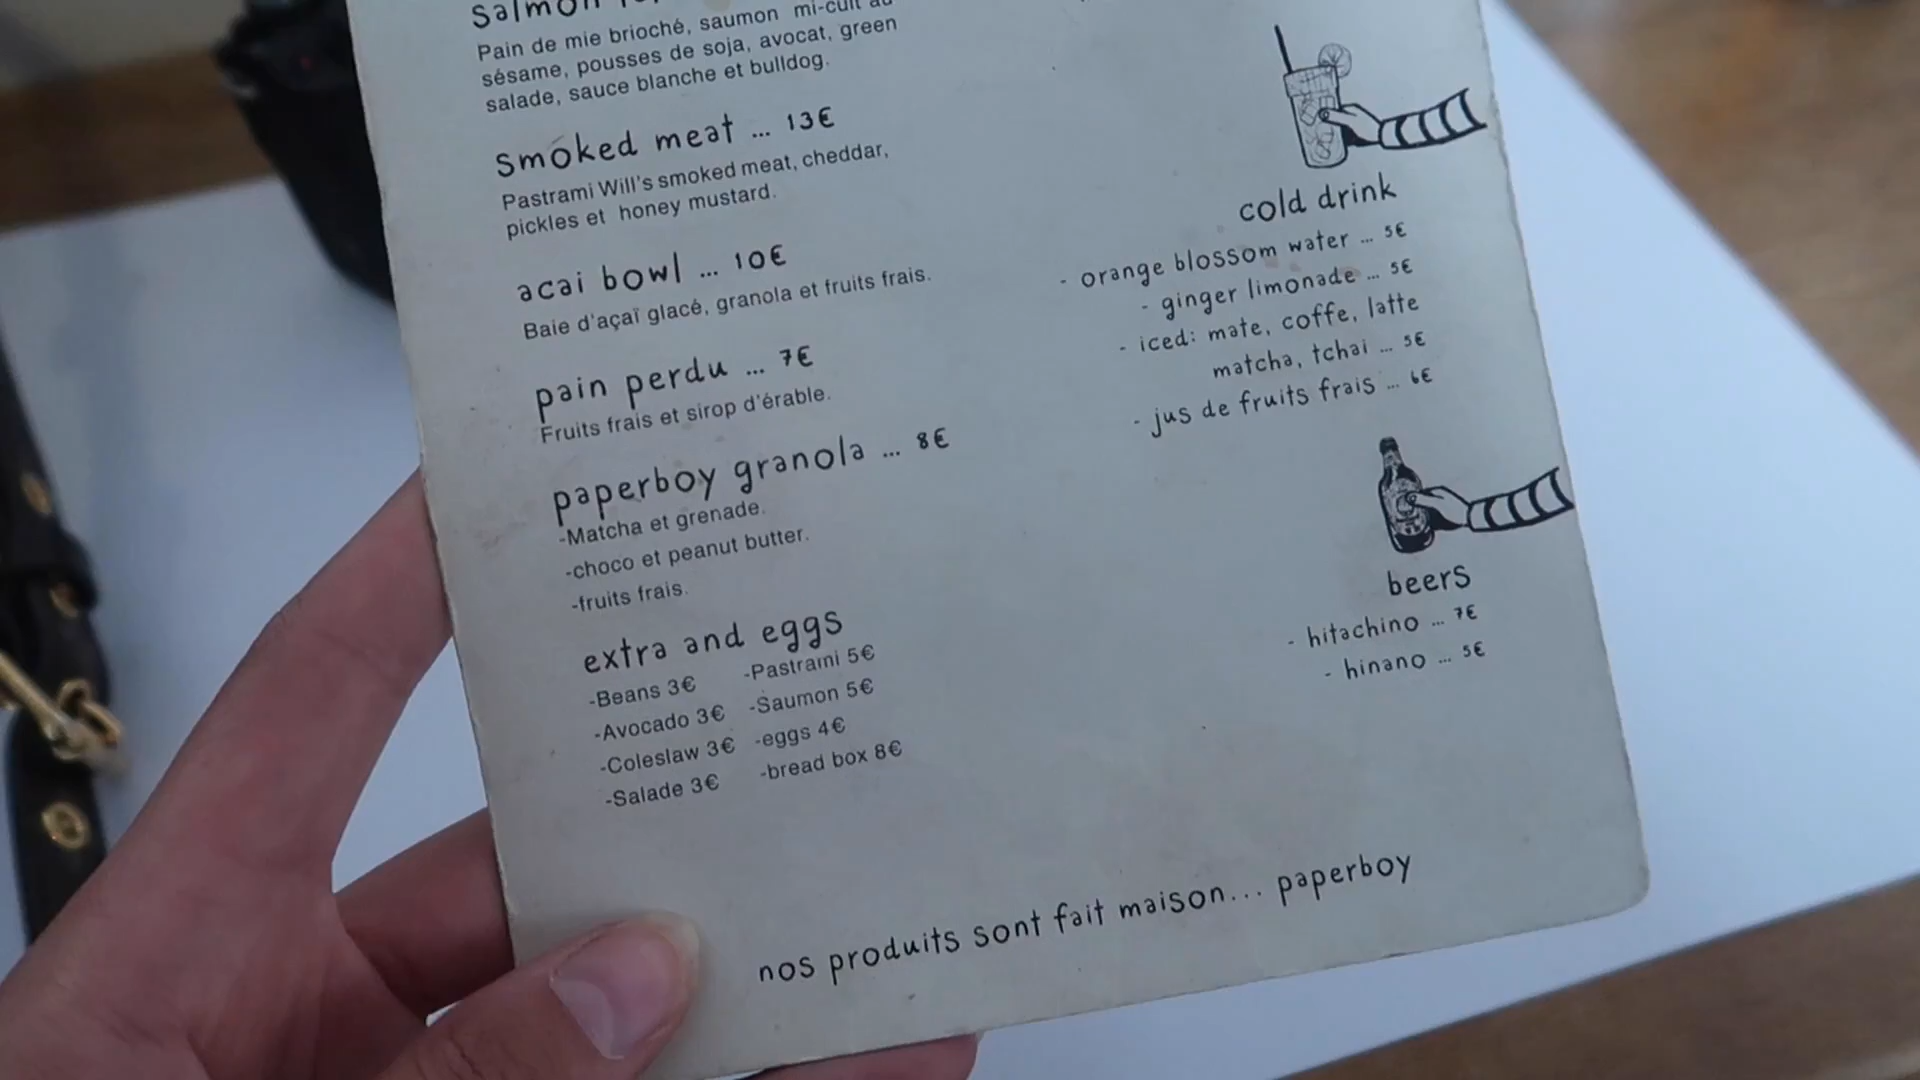 salmon
Pain de mie brioché, saumon mi-cuit au
sésame, pousses de soja, avocat, green
salade, sauce blanche et bulldog.
smoked meat ... 13€
Pastrami Will's smoked meat, cheddar,
pickles et honey mustard.
acai bowl ... 10€
Baie d'açaï glacé, granola et fruits frais.
pain perdu ... 7€
Fruits frais et sirop d'érable.
paperboy granola ... 8€
-Matcha et grenade.
-choco et peanut butter.
-fruits frais.
extra and eggs
-Beans 3€
-Avocado 3€
-Coleslaw 3€
-Salade 3€
-Pastrami 5€
-Saumon 5€
-eggs 4€
-bread box 8€
cold drink
- orange blossom water ... 5€
- ginger limonade ... 5€
- iced: mate, coffe, latte
matcha, tchai ... 5€
- jus de fruits frais ... 6€
beers
- hitachino ... 7€
- hinano ... 5€
nos produits sont fait maison... paperboy